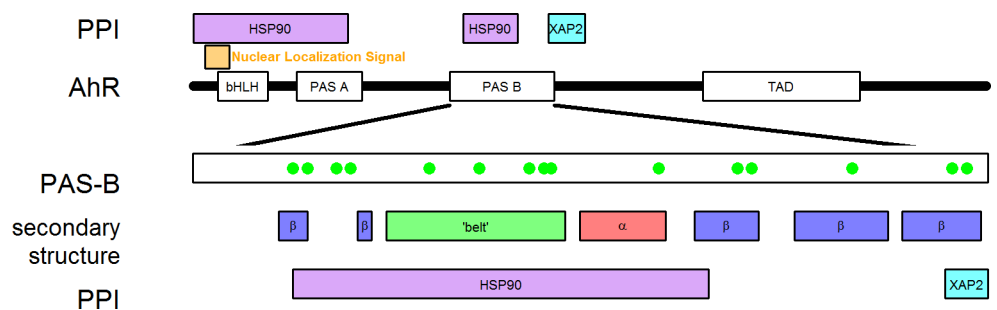 PPI HSP90 HSP90 XAP2
Nuclear Localization Signal
AhR bHLH PAS A PAS B TAD
PAS-B
secondary structure β β 'belt' α β β β
PPI HSP90 XAP2